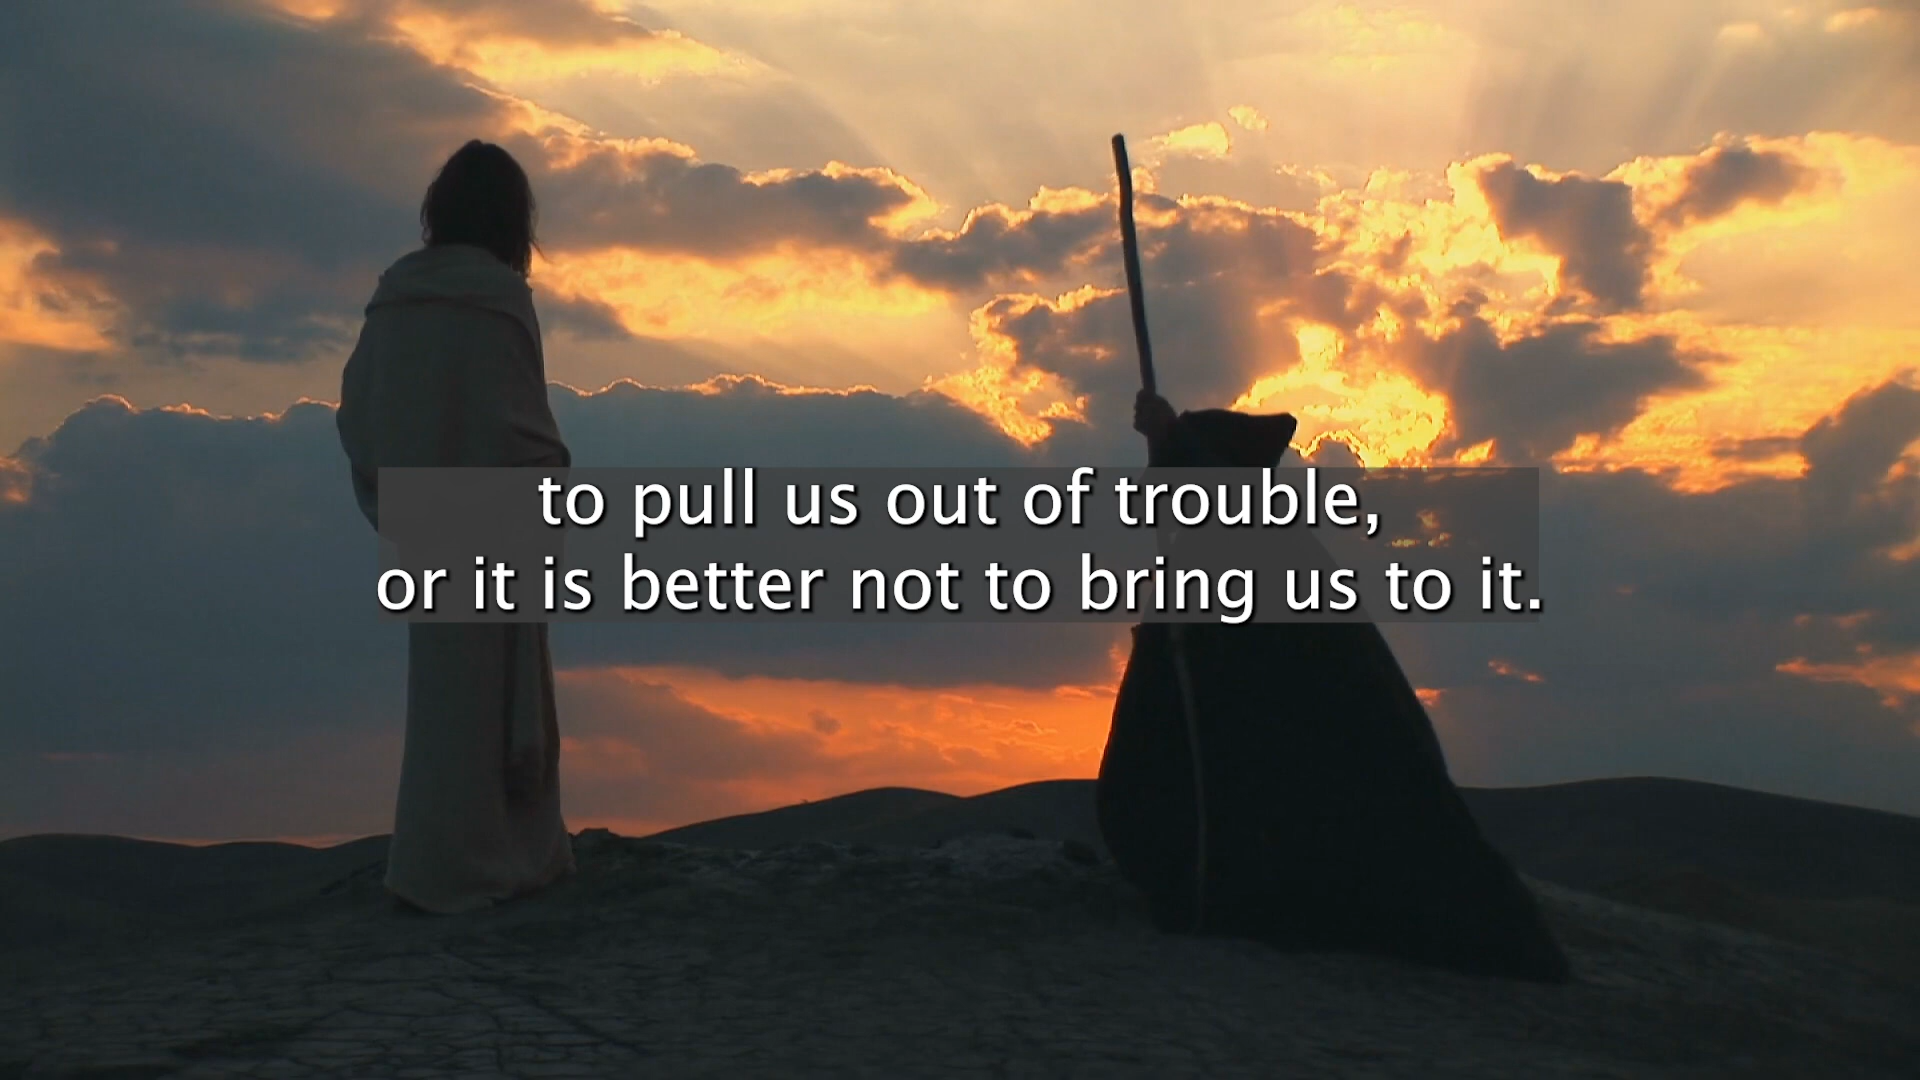 to pull us out of trouble,
or it is better not to bring us to it.